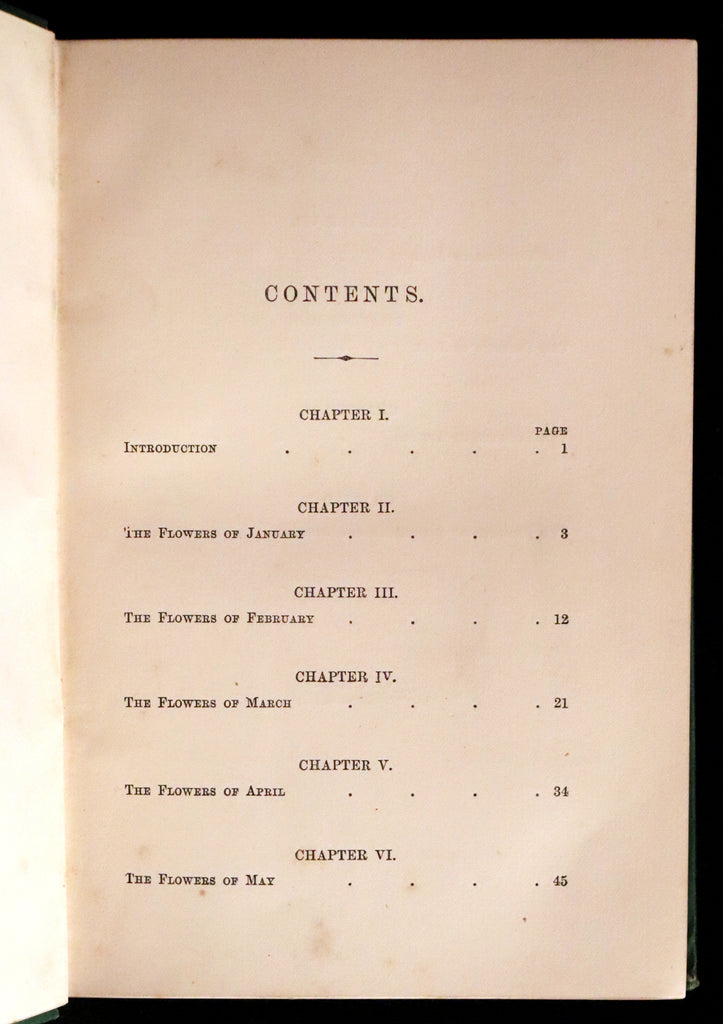 CONTENTS.
CHAPTER I.
PAGE
INTRODUCTION . . . . . 1
CHAPTER II.
THE FLOWERS OF JANUARY . . . . 3
CHAPTER III.
THE FLOWERS OF FEBRUARY . . . . 12
CHAPTER IV.
THE FLOWERS OF MARCH . . . . 21
CHAPTER V.
THE FLOWERS OF APRIL . . . . 34
CHAPTER VI.
THE FLOWERS OF MAY . . . . 45